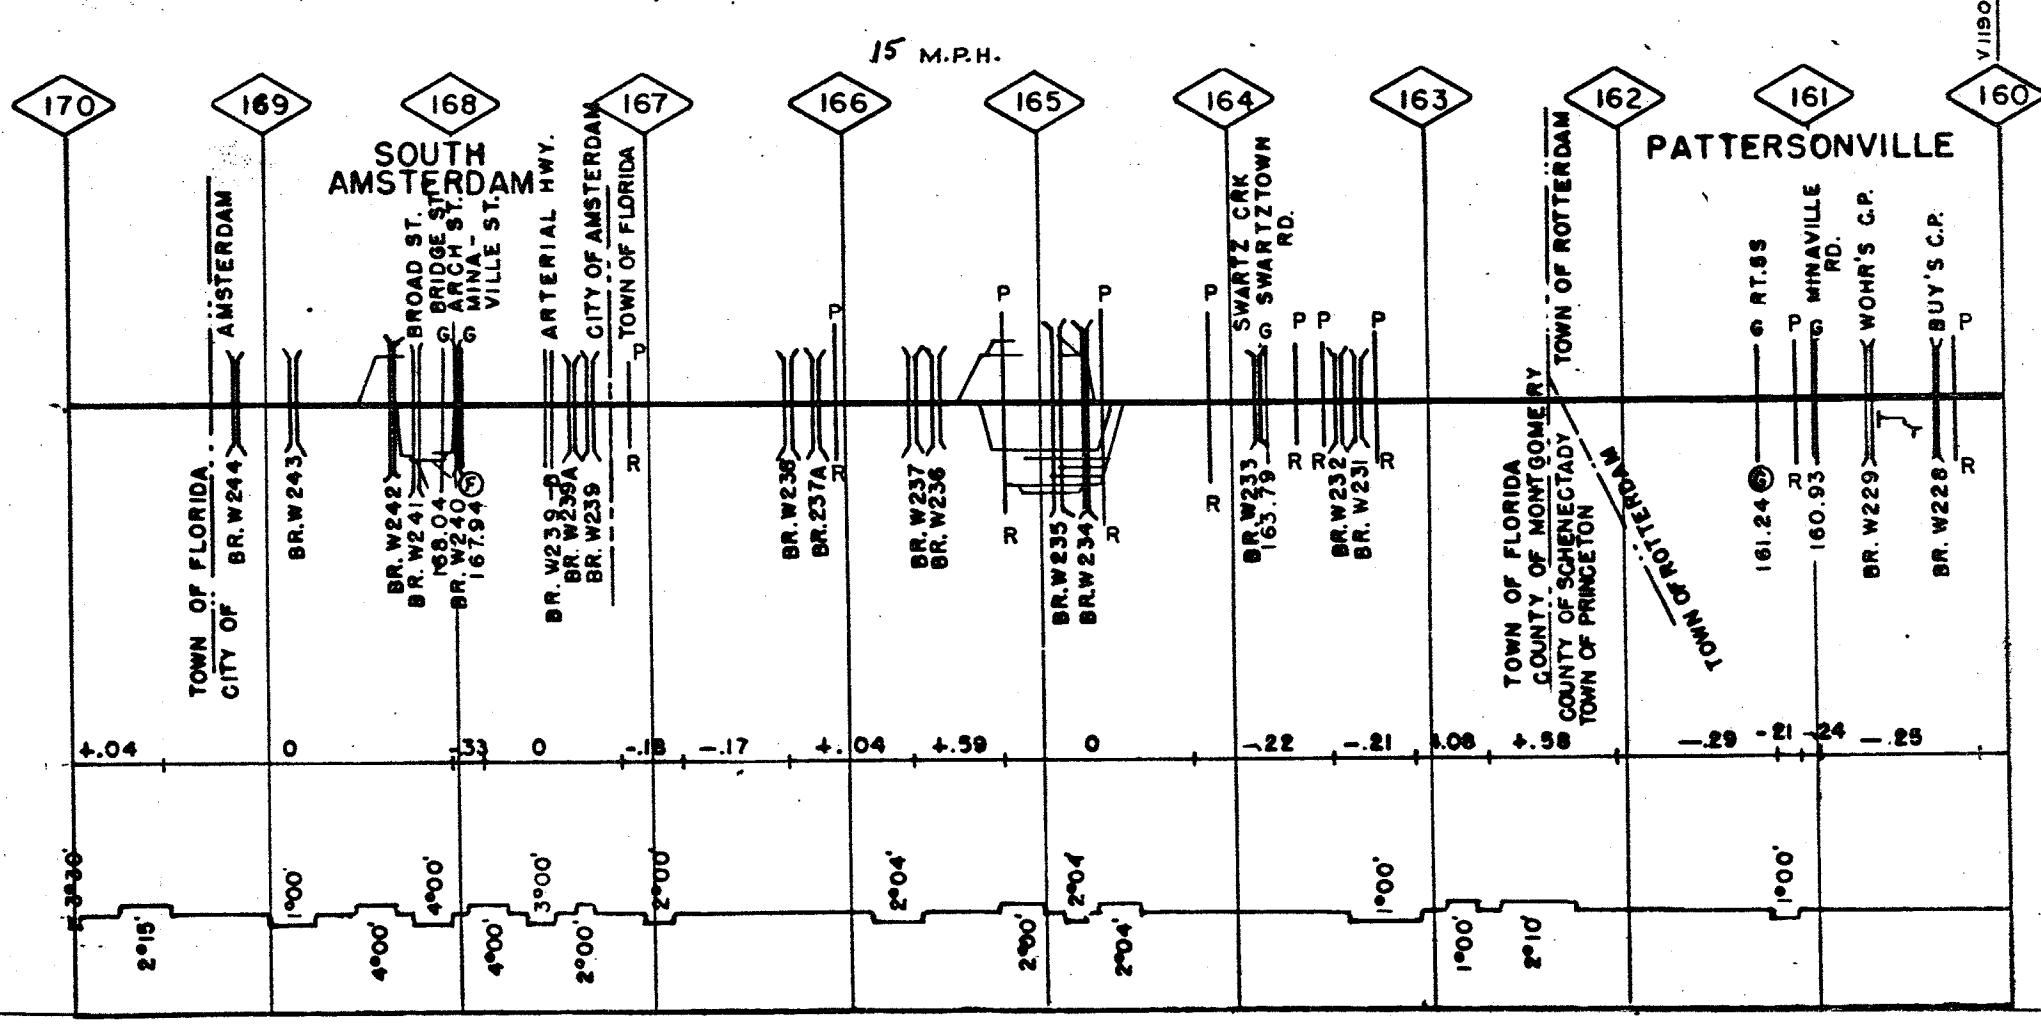 V 1190
15 M.P.H.
170 169 168 167 166 165 164 163 162 161 160
SOUTH
AMSTERDAM
PATTERSONVILLE
AMSTERDAM
BROAD ST.
BRIDGE ST.
ARCH ST.
MINA-
VILLE ST.
ARTERIAL HWY.
CITY OF AMSTERDAM
TOWN OF FLORIDA
SWARTZ CRK
SWARTZTOWN
RD.
TOWN OF ROTTERDAM
RT.5S
MINAVILLE
RD.
WOHR'S C.P.
BUY'S C.P.
G G P P P P P G P P P G P G P
R R R R R R R R R R
TOWN OF FLORIDA
CITY OF
BR. W244
BR. W243
BR. W242
BR. W241
168.04
BR. W240
167.94 F
BR. W239-B
BR. W239A
BR. W239
BR. W238
BR. 237A
BR. W237
BR. W236
BR. W235
BR. W234
BR. W233
163.79
BR. W232
BR. W231
TOWN OF FLORIDA
COUNTY OF MONTGOMERY
COUNTY OF SCHENECTADY
TOWN OF PRINCETON
TOWN OF ROTTERDAM
TOWN OF ROTTERDAM
161.24 G
160.93
BR. W229
BR. W228
+.04 0 -.33 0 -.18 -.17 +.04 +.59 0 -.22 -.21 +.08 +.58 -.29 -.21 -.24 -.25
3°30' 1°00' 4°00' 3°00' 2°00' 2°04' 2°04' 1°00' 1°00'
2°15' 4°00' 4°00' 2°00' 2°00' 2°04' 1°00' 2°10'